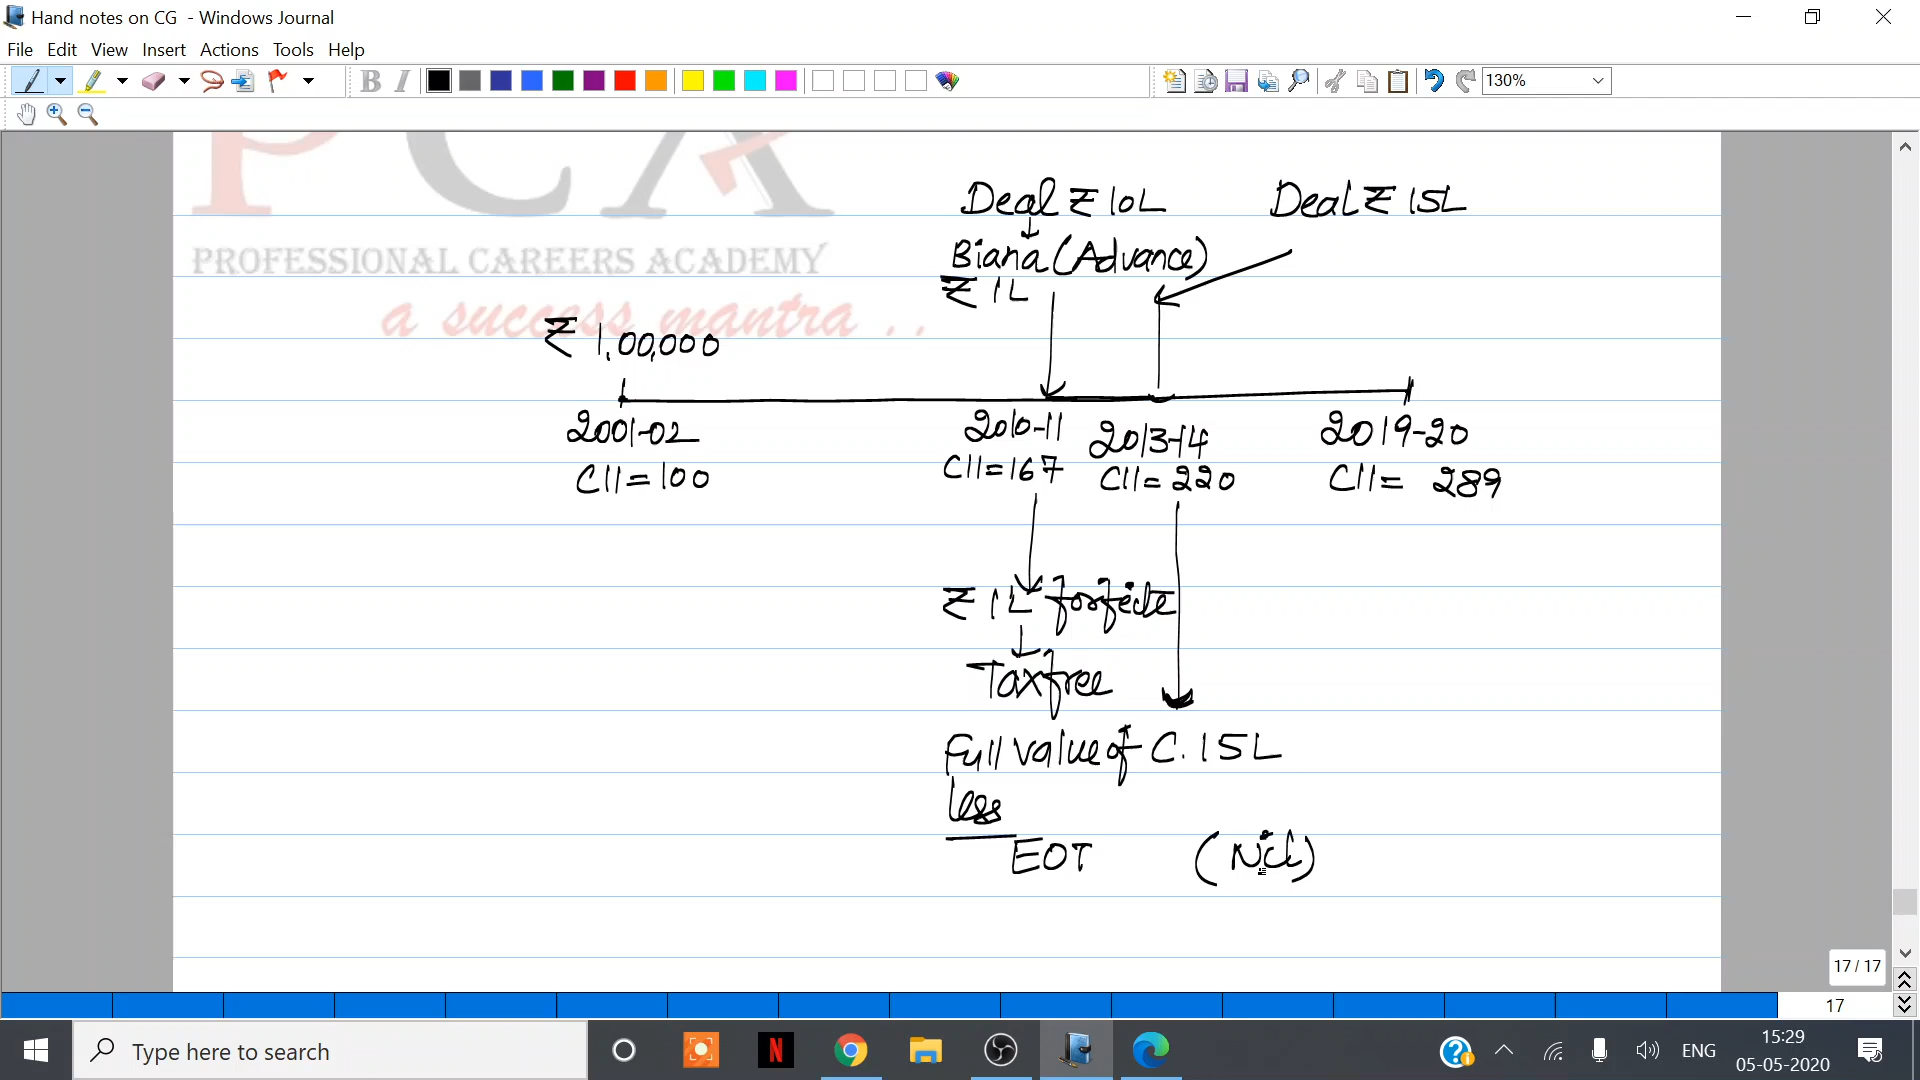 Hand notes on CG - Windows Journal
File Edit View Insert Actions Tools Help
B I
130%
PCA
PROFESSIONAL CAREERS ACADEMY
a success mantra ..
Deal ₹ 10L
Deal ₹ 15L
Biana (Advance)
₹ 1L
₹ 1,00,000
2001-02
2010-11
2013-14
2019-20
CII = 100
CII = 167
CII = 220
CII = 289
₹ 1L forfeite
Taxfree
Full value of C. 15L
less
EOT (Nil)
17 / 17
17
Type here to search
ENG
15:29
05-05-2020